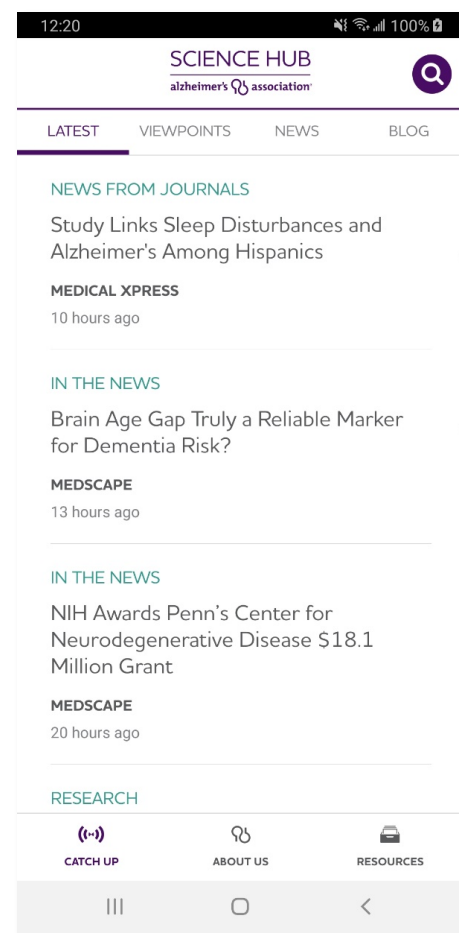 12:20 100%
SCIENCE HUB
alzheimer's association
LATEST VIEWPOINTS NEWS BLOG
NEWS FROM JOURNALS
Study Links Sleep Disturbances and
Alzheimer's Among Hispanics
MEDICAL XPRESS
10 hours ago
IN THE NEWS
Brain Age Gap Truly a Reliable Marker
for Dementia Risk?
MEDSCAPE
13 hours ago
IN THE NEWS
NIH Awards Penn’s Center for
Neurodegenerative Disease $18.1
Million Grant
MEDSCAPE
20 hours ago
RESEARCH
CATCH UP ABOUT US RESOURCES